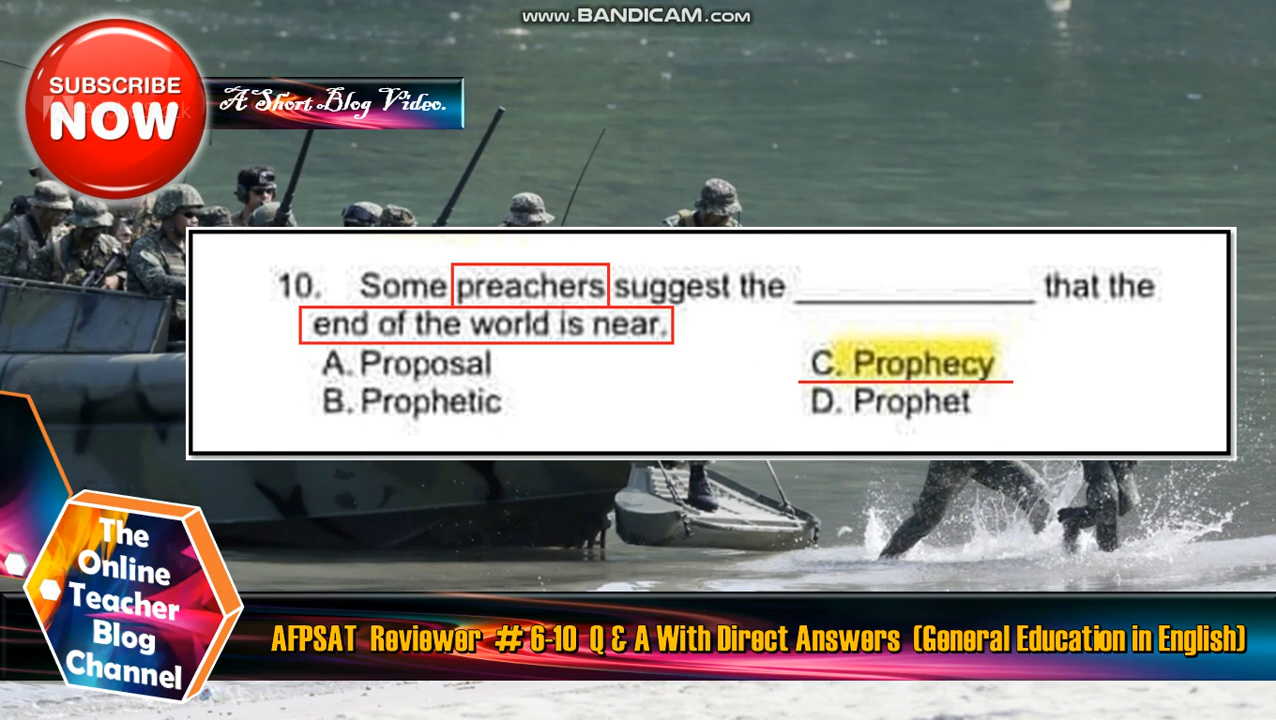 www.BANDICAM.com
SUBSCRIBE
NOW
A Short Blog Video.
10. Some preachers suggest the ______________ that the
end of the world is near.
A. Proposal
C. Prophecy
B. Prophetic
D. Prophet
The
Online
Teacher
Blog
Channel
AFPSAT Reviewer # 6-10 Q & A With Direct Answers (General Education in English)